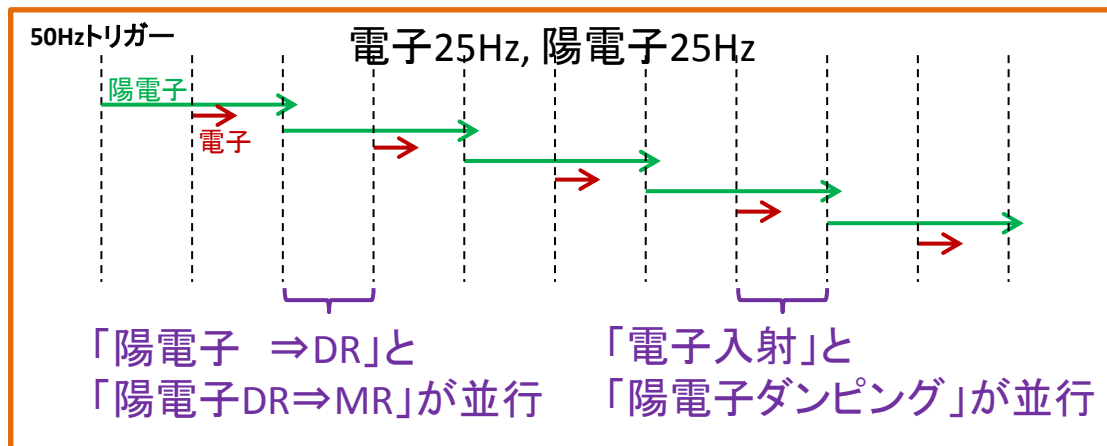 50Hzトリガー
電子25Hz, 陽電子25Hz
陽電子
電子
「陽電子　⇒DR」と
「陽電子DR⇒MR」が並行
「電子入射」と
「陽電子ダンピング」が並行